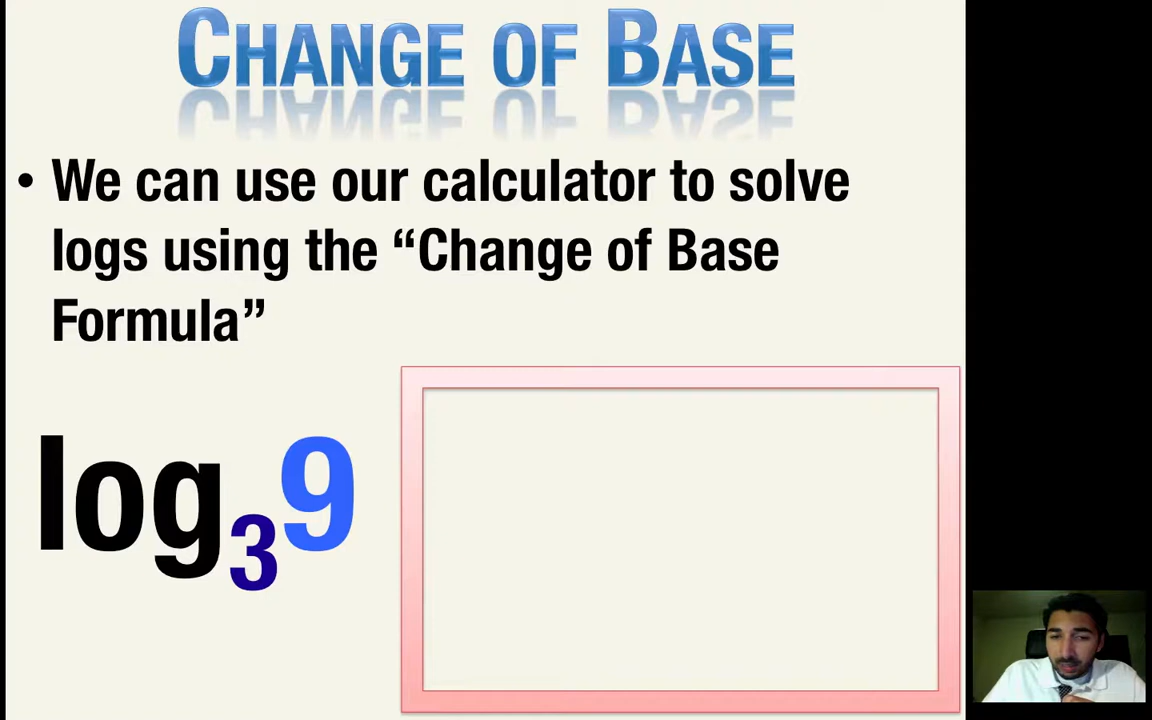 CHANGE OF BASE
• We can use our calculator to solve
logs using the “Change of Base
Formula”
log₃9